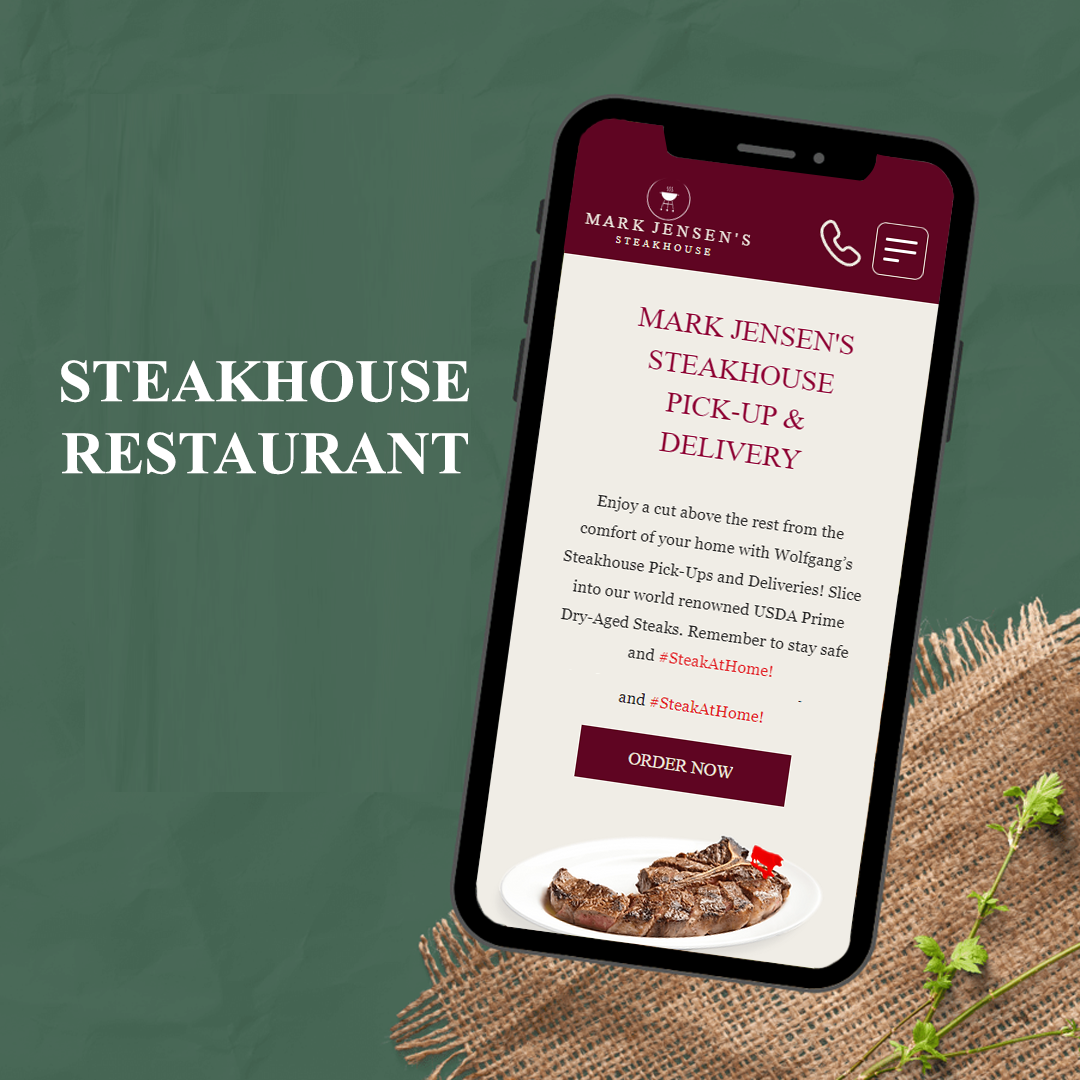 STEAKHOUSE
RESTAURANT
MARK JENSEN'S
STEAKHOUSE
MARK JENSEN'S
STEAKHOUSE
PICK-UP &
DELIVERY
Enjoy a cut above the rest from the
comfort of your home with Wolfgang’s
Steakhouse Pick-Ups and Deliveries! Slice
into our world renowned USDA Prime
Dry-Aged Steaks. Remember to stay safe
and #SteakAtHome!
and #SteakAtHome!
ORDER NOW